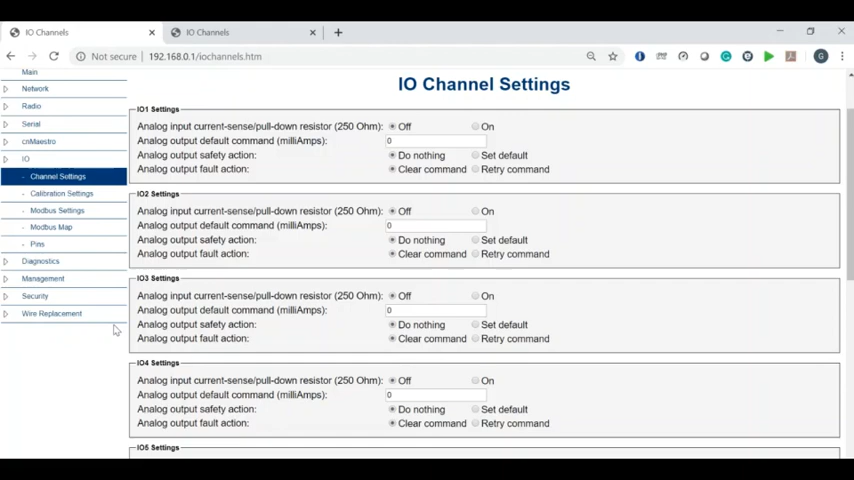 IO Channels
IO Channels
Not secure 192.168.0.1/iochannels.htm
G
Main
Network
Radio
Serial
cnMaestro
IO
- Channel Settings
- Calibration Settings
- Modbus Settings
- Modbus Map
- Pins
Diagnostics
Management
Security
Wire Replacement
IO Channel Settings
IO1 Settings
Analog input current-sense/pull-down resistor (250 Ohm): Off On
Analog output default command (milliAmps): 0
Analog output safety action: Do nothing Set default
Analog output fault action: Clear command Retry command
IO2 Settings
Analog input current-sense/pull-down resistor (250 Ohm): Off On
Analog output default command (milliAmps): 0
Analog output safety action: Do nothing Set default
Analog output fault action: Clear command Retry command
IO3 Settings
Analog input current-sense/pull-down resistor (250 Ohm): Off On
Analog output default command (milliAmps): 0
Analog output safety action: Do nothing Set default
Analog output fault action: Clear command Retry command
IO4 Settings
Analog input current-sense/pull-down resistor (250 Ohm): Off On
Analog output default command (milliAmps): 0
Analog output safety action: Do nothing Set default
Analog output fault action: Clear command Retry command
IO5 Settings